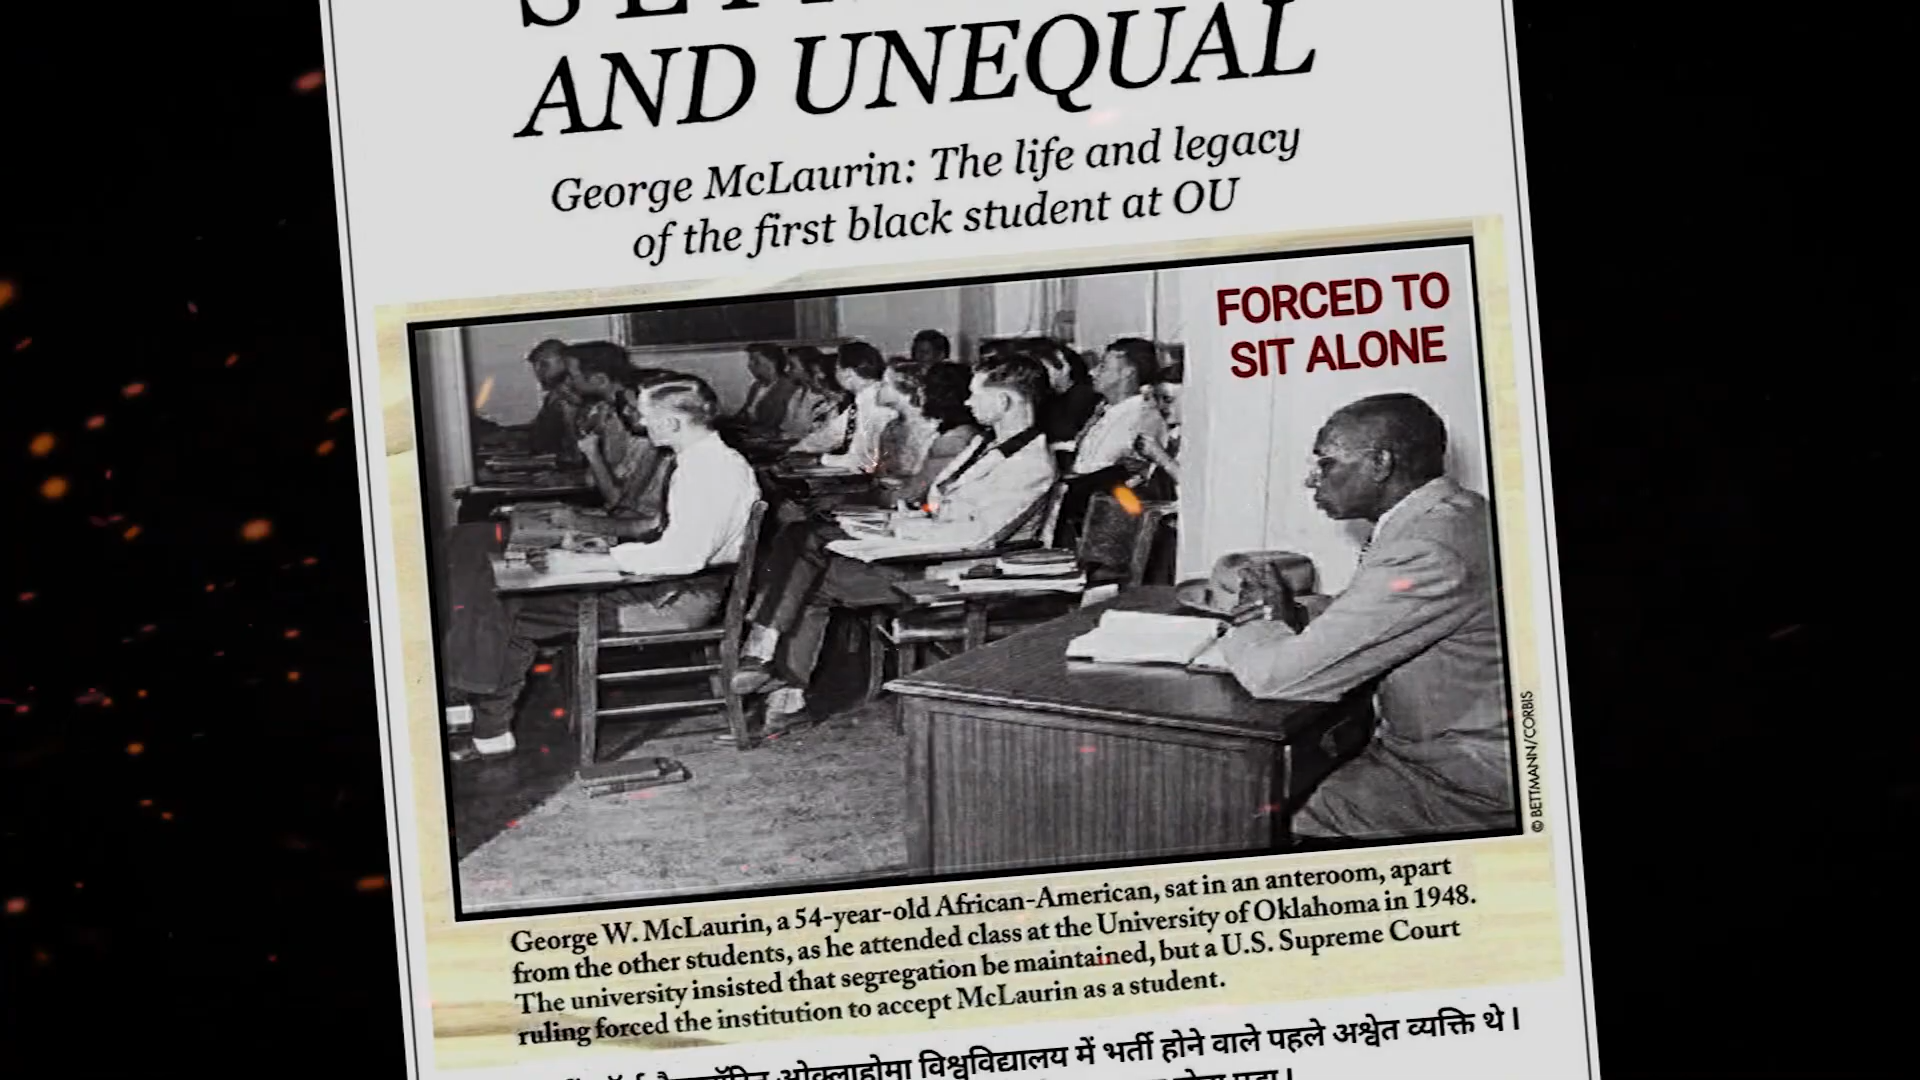 AND UNEQUAL
George McLaurin: The life and legacy
of the first black student at OU
FORCED TO
SIT ALONE
© BETTMANN/CORBIS
George W. McLaurin, a 54-year-old African-American, sat in an anteroom, apart
from the other students, as he attended class at the University of Oklahoma in 1948.
The university insisted that segregation be maintained, but a U.S. Supreme Court
ruling forced the institution to accept McLaurin as a student.
ओक्लाहोमा विश्वविद्यालय में भर्ती होने वाले पहले अश्वेत व्यक्ति थे।